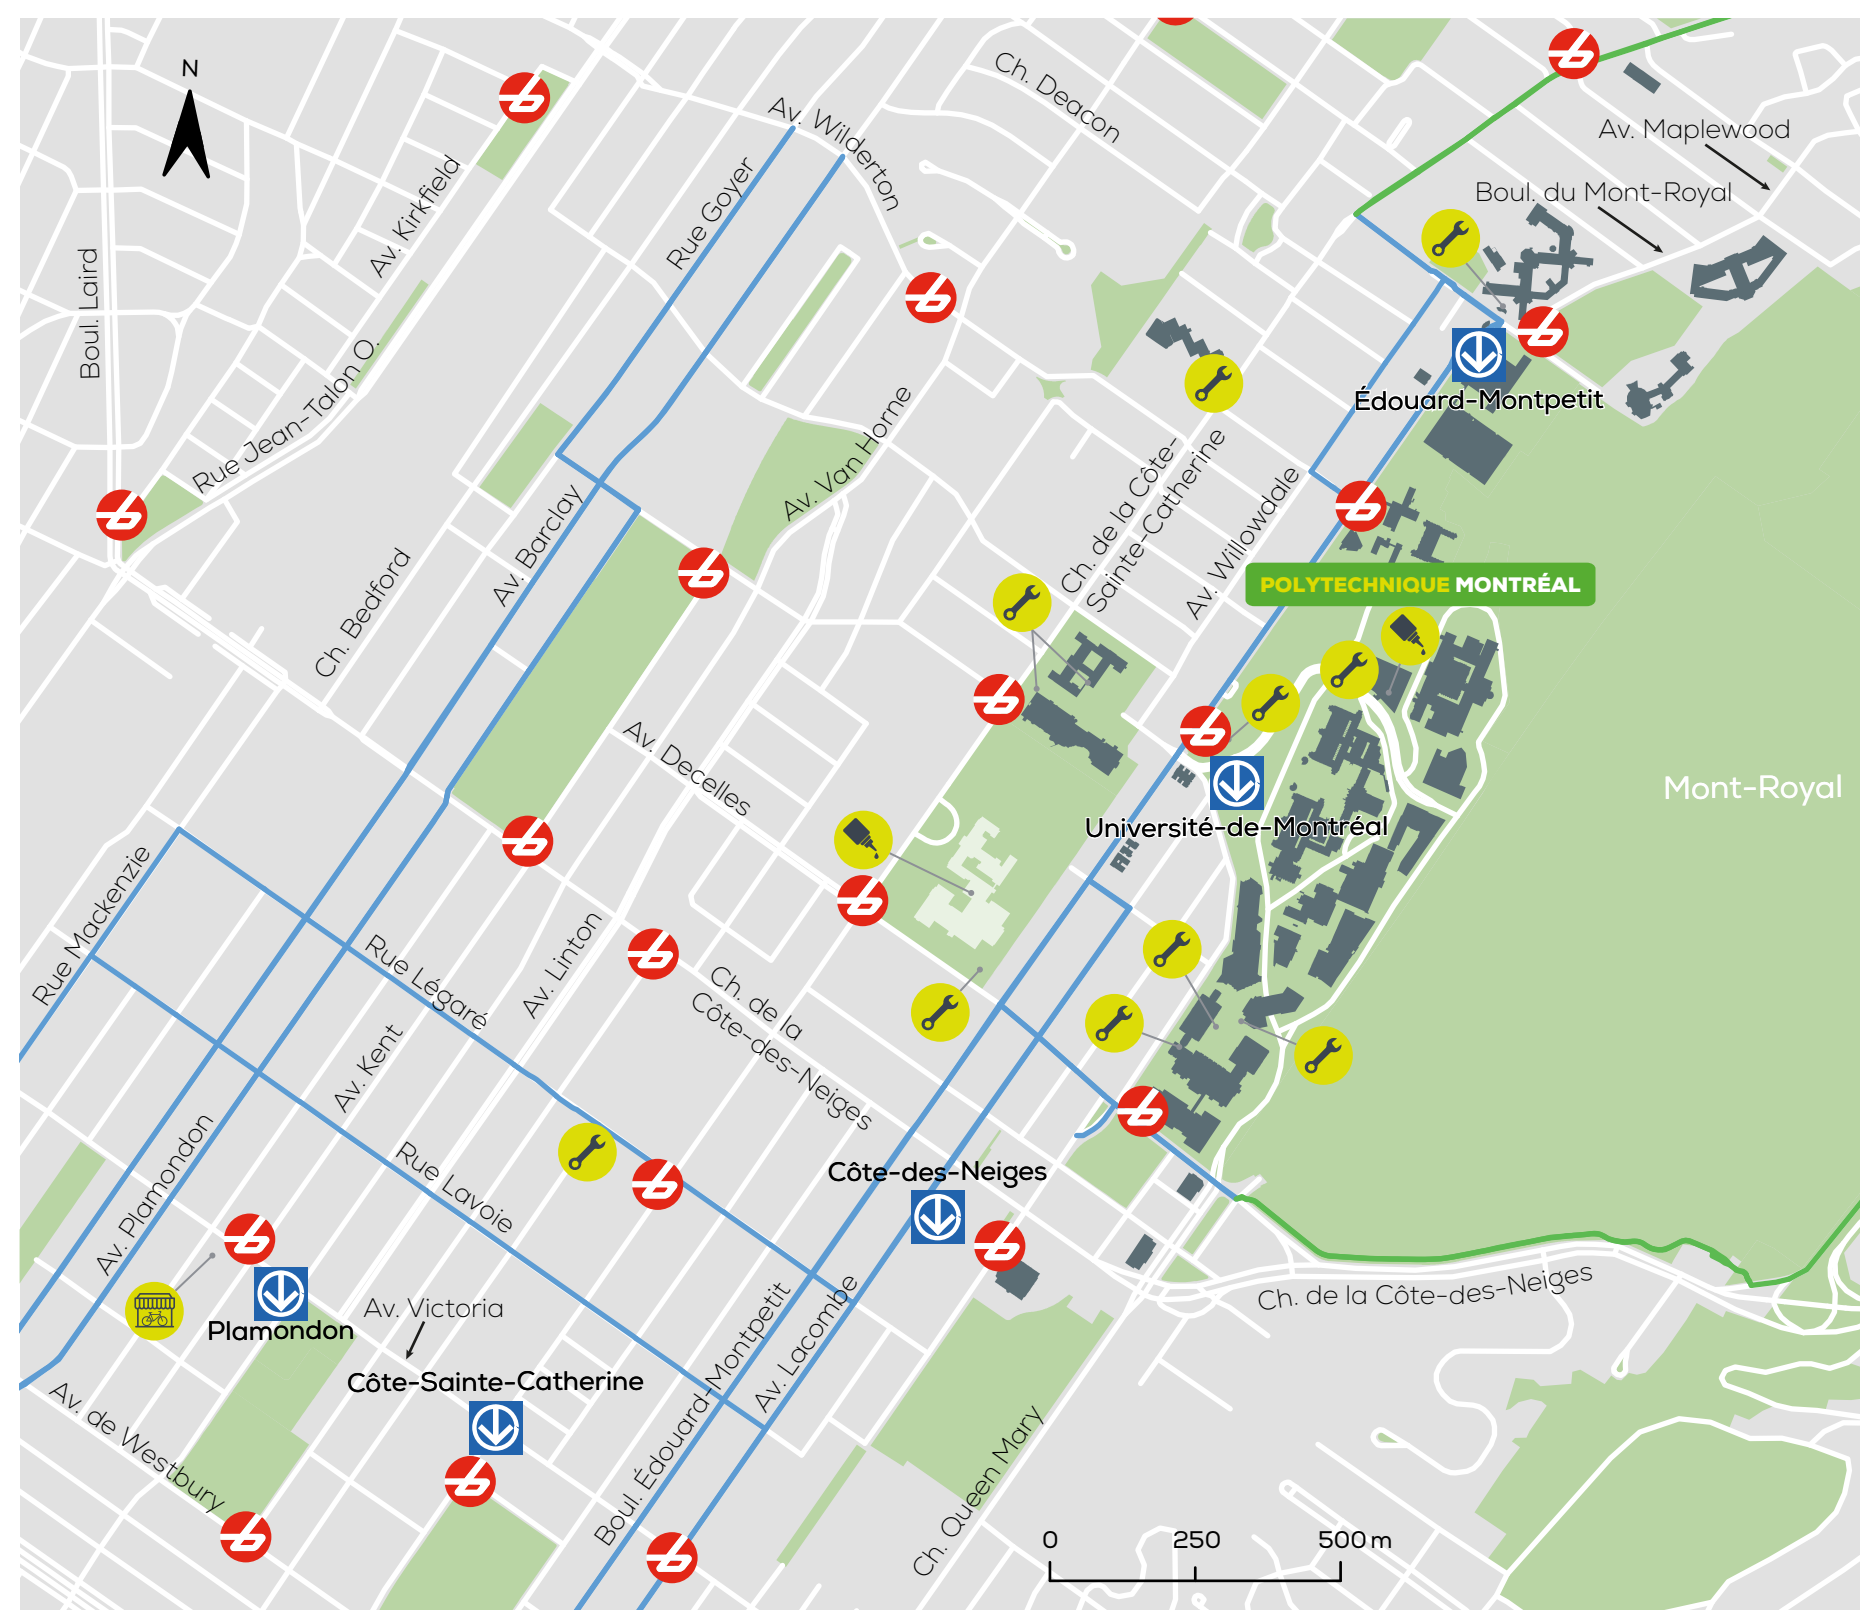 N
Av. Wilderton
Ch. Deacon
Av. Maplewood
Boul. du Mont-Royal
Rue Goyer
Av. Kirkfield
Boul. Laird
Rue Jean-Talon O.
Édouard-Montpetit
Av. Van Horne
Ch. de la Côte-
Sainte-Catherine
Av. Willowdale
Av. Barclay
Ch. Bedford
POLYTECHNIQUE MONTRÉAL
Av. Decelles
Mont-Royal
Université-de-Montréal
Rue Mackenzie
Rue Légaré
Av. Linton
Ch. de la
Côte-des-Neiges
Av. Kent
Av. Plamondon
Rue Lavoie
Côte-des-Neiges
Ch. de la Côte-des-Neiges
Plamondon
Av. Victoria
Côte-Sainte-Catherine
Av. de Westbury
Boul. Édouard-Montpetit
Av. Lacombe
Ch. Queen Mary
0 250 500 m